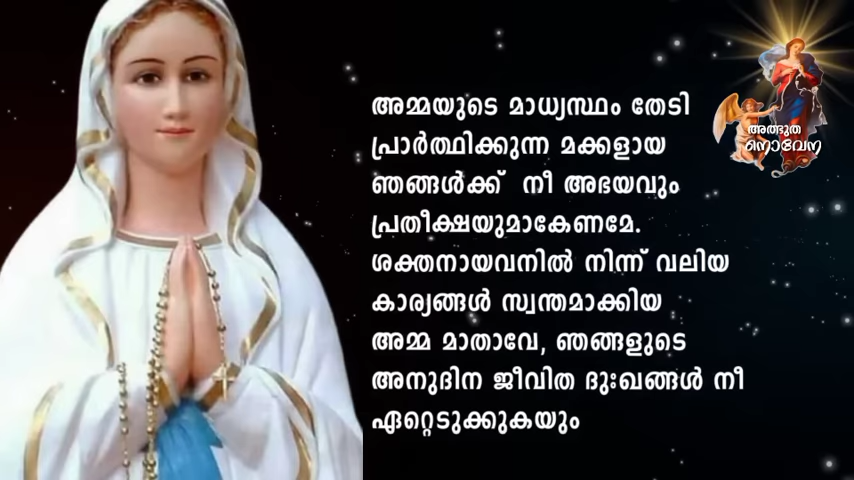 അമ്മയുടെ മാധ്യസ്ഥം തേടി
പ്രാർത്ഥിക്കുന്ന മക്കളായ
ഞങ്ങൾക്ക് നീ അഭയവും
പ്രതീക്ഷയുമാകേണമേ.
ശക്തനായവനിൽ നിന്ന് വലിയ
കാര്യങ്ങൾ സ്വന്തമാക്കിയ
അമ്മ മാതാവേ, ഞങ്ങളുടെ
അനുദിന ജീവിത ദുഃഖങ്ങൾ നീ
ഏറ്റെടുക്കുകയും
അത്ഭുത
നൊവേന